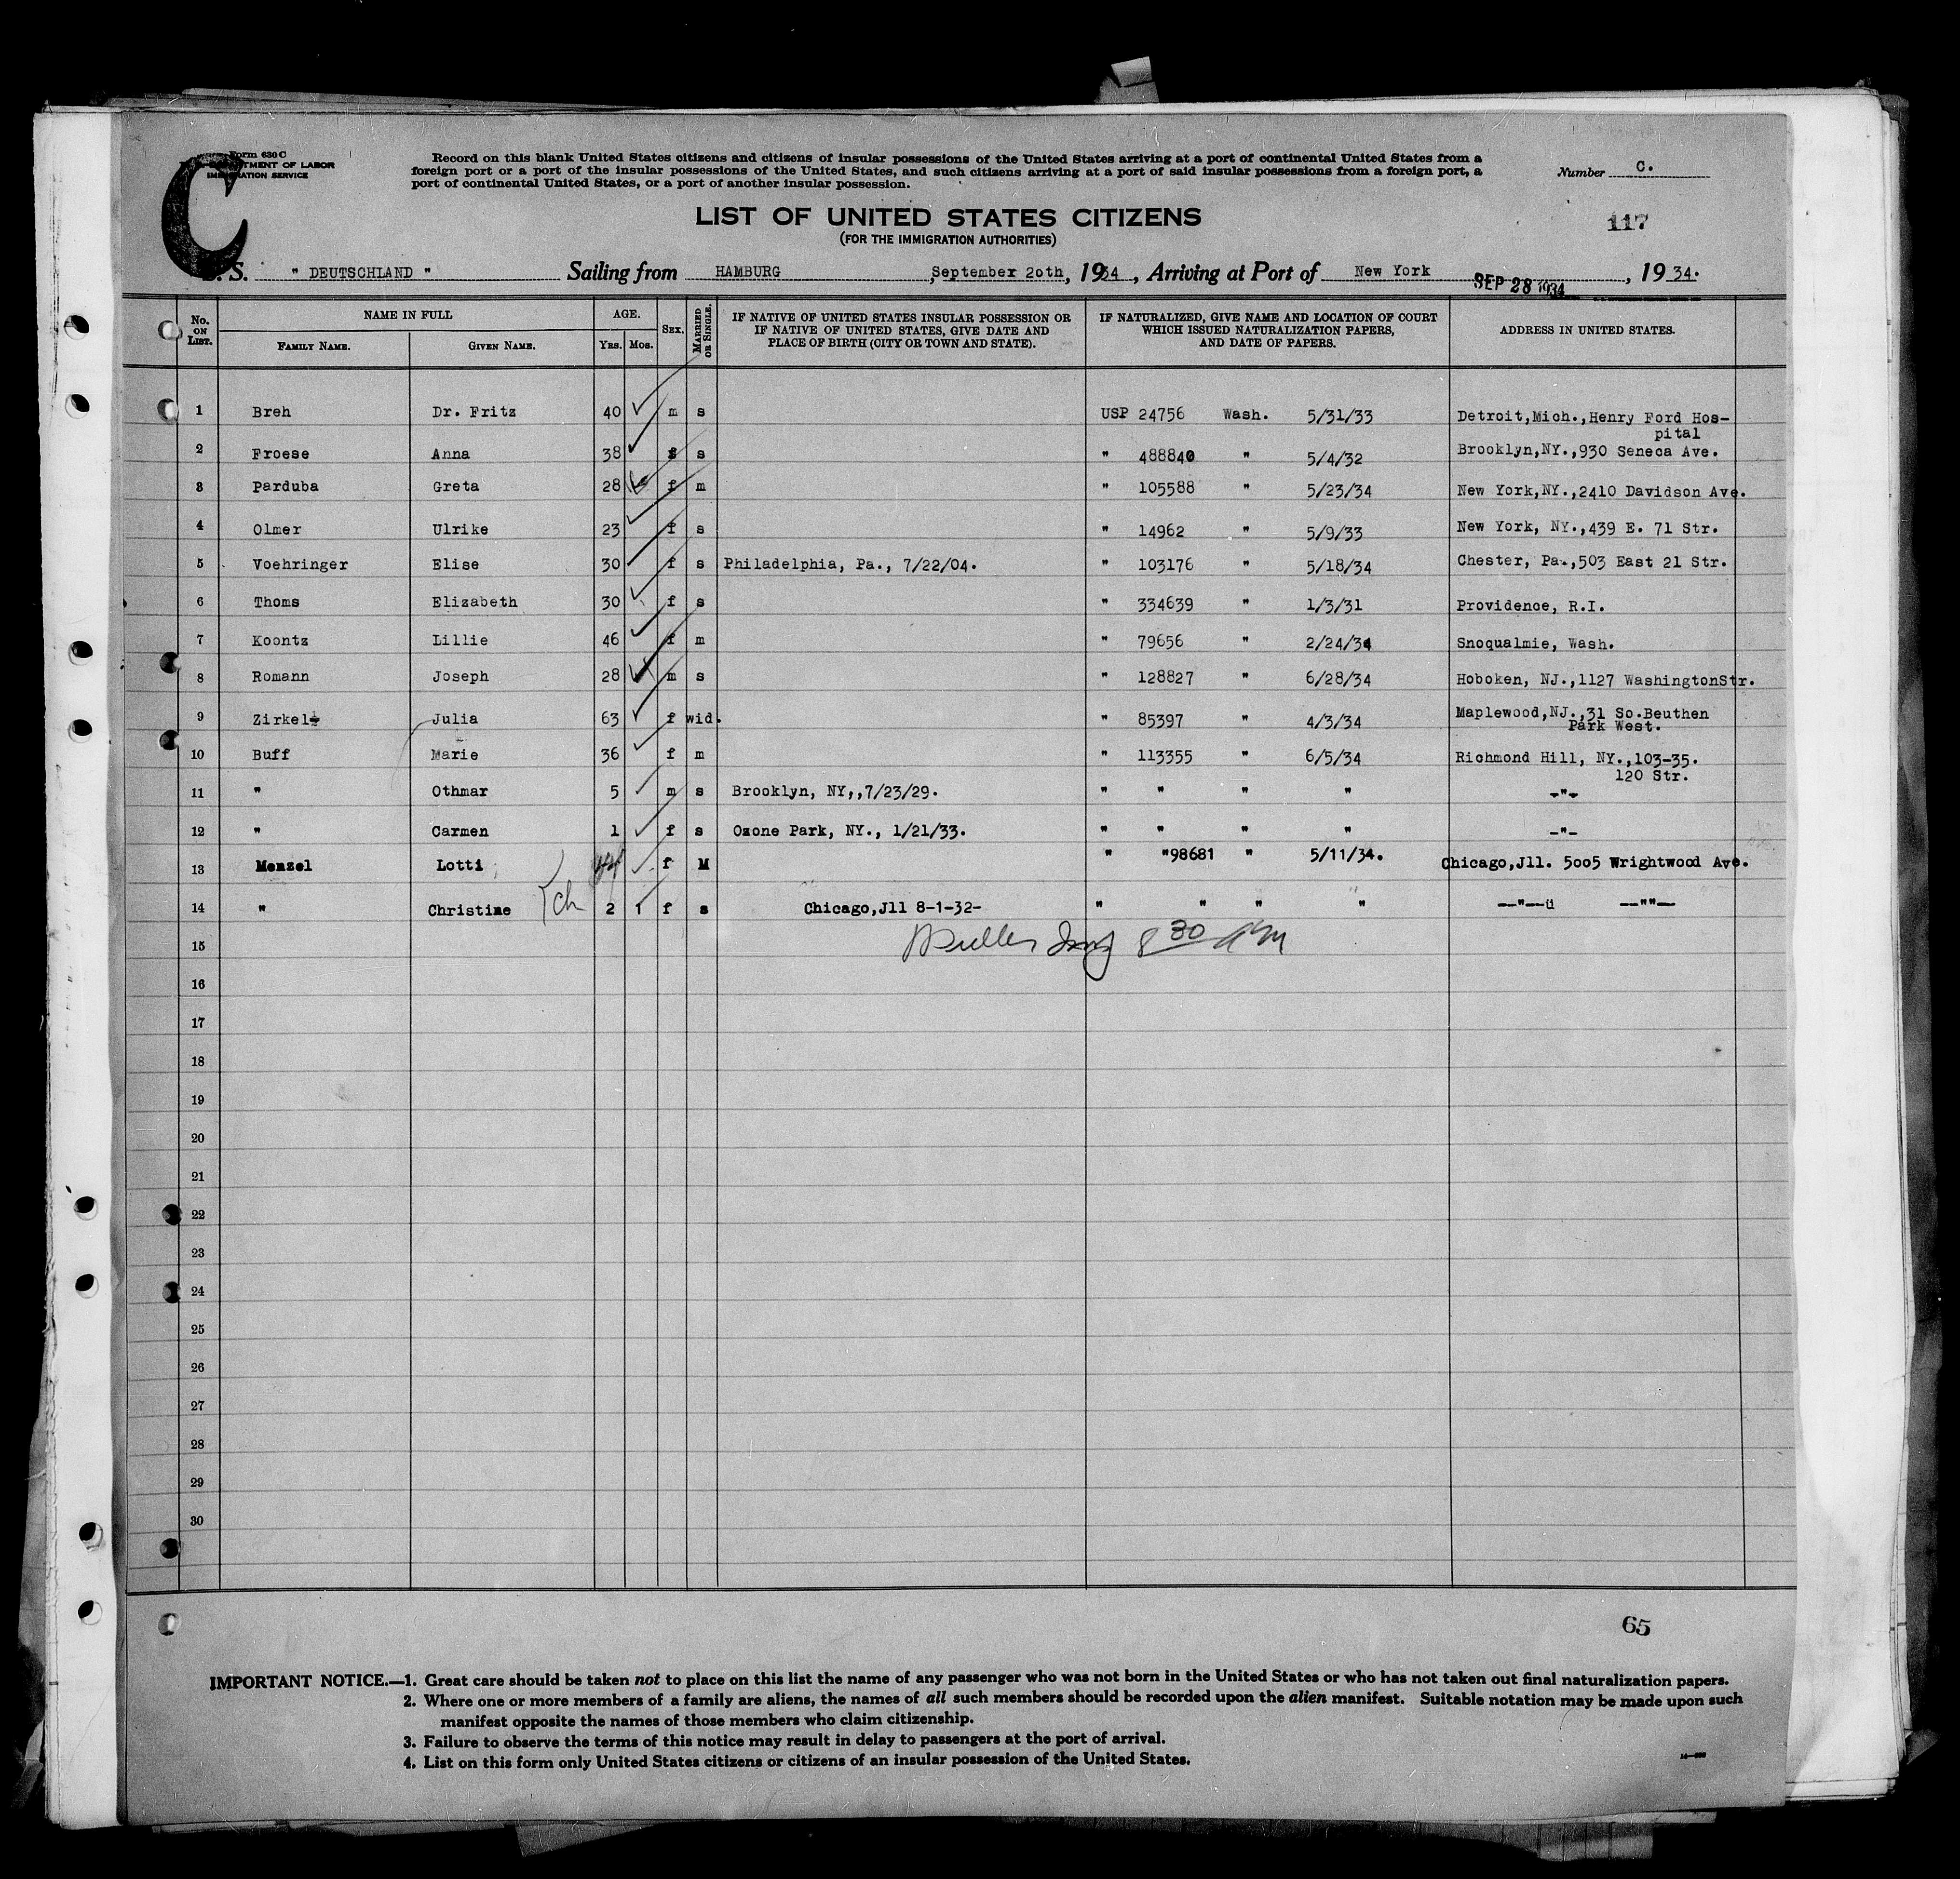 Form 630 C
U. S. DEPARTMENT OF LABOR
IMMIGRATION SERVICE
C
Record on this blank United States citizens and citizens of insular possessions of the United States arriving at a port of continental United States from a
foreign port or a port of the insular possessions of the United States, and such citizens arriving at a port of said insular possessions from a foreign port, a
port of continental United States, or a port of another insular possession.
Number C.
117
LIST OF UNITED STATES CITIZENS
(FOR THE IMMIGRATION AUTHORITIES)
S. S. " DEUTSCHLAND " Sailing from HAMBURG , September 2oth, 1934 , Arriving at Port of New York SEP 28 1934 , 19 34.
No. ON LIST. NAME IN FULL AGE. SEX. MARRIED OR SINGLE. IF NATIVE OF UNITED STATES INSULAR POSSESSION OR IF NATIVE OF UNITED STATES, GIVE DATE AND PLACE OF BIRTH (CITY OR TOWN AND STATE). IF NATURALIZED, GIVE NAME AND LOCATION OF COURT WHICH ISSUED NATURALIZATION PAPERS, AND DATE OF PAPERS. ADDRESS IN UNITED STATES.
FAMILY NAME. GIVEN NAME. YRS. MOS.
1 Breh Dr. Fritz 40 m s USP 24756 Wash. 5/31/33 Detroit,Mich.,Henry Ford Hos-
pital
2 Froese Anna 38 f s " 488840 " 5/4/32 Brooklyn,NY.,930 Seneca Ave.
3 Parduba Greta 28 f m " 105588 " 5/23/34 New York,NY.,2410 Davidson Ave.
4 Olmer Ulrike 23 f s " 14962 " 5/9/33 New York, NY.,439 E. 71 Str.
5 Voehringer Elise 30 f s Philadelphia, Pa., 7/22/04. " 103176 " 5/18/34 Chester, Pa.,503 East 21 Str.
6 Thoms Elizabeth 30 f s " 334639 " 1/3/31 Providence, R.I.
7 Koontz Lillie 46 f m " 79656 " 2/24/34 Snoqualmie, Wash.
8 Romann Joseph 28 m s " 128827 " 6/28/34 Hoboken, NJ.,1127 WashingtonStr.
9 Zirkel Julia 63 f wid. " 85397 " 4/3/34 Maplewood,NJ.,31 So.Beuthen
Park West.
10 Buff Marie 36 f m " 113355 " 6/5/34 Richmond Hill, NY.,103-35.
120 Str.
11 " Othmar 5 m s Brooklyn, NY,,7/23/29. " " " " -"-
12 " Carmen 1 f s Ozone Park, NY., 1/21/33. " " " " -"-
13 Menzel Lotti f M " "98681 " 5/11/34. Chicago,Jll. 5oo5 Wrightwood Ave.
14 " Christine ch 2 1 f s Chicago,Jll 8-1-32- " " " " --"--ü --""--
15 8 30 AM
16
17
18
19
20
21
22
23
24
25
26
27
28
29
30
65
IMPORTANT NOTICE.—1. Great care should be taken not to place on this list the name of any passenger who was not born in the United States or who has not taken out final naturalization papers.
2. Where one or more members of a family are aliens, the names of all such members should be recorded upon the alien manifest. Suitable notation may be made upon such
manifest opposite the names of those members who claim citizenship.
3. Failure to observe the terms of this notice may result in delay to passengers at the port of arrival.
4. List on this form only United States citizens or citizens of an insular possession of the United States.